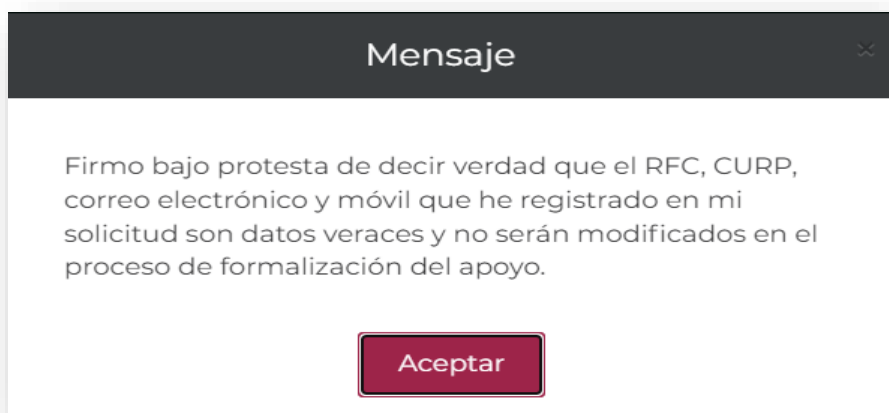 Mensaje
Firmo bajo protesta de decir verdad que el RFC, CURP,
correo electrónico y móvil que he registrado en mi
solicitud son datos veraces y no serán modificados en el
proceso de formalización del apoyo.
Aceptar